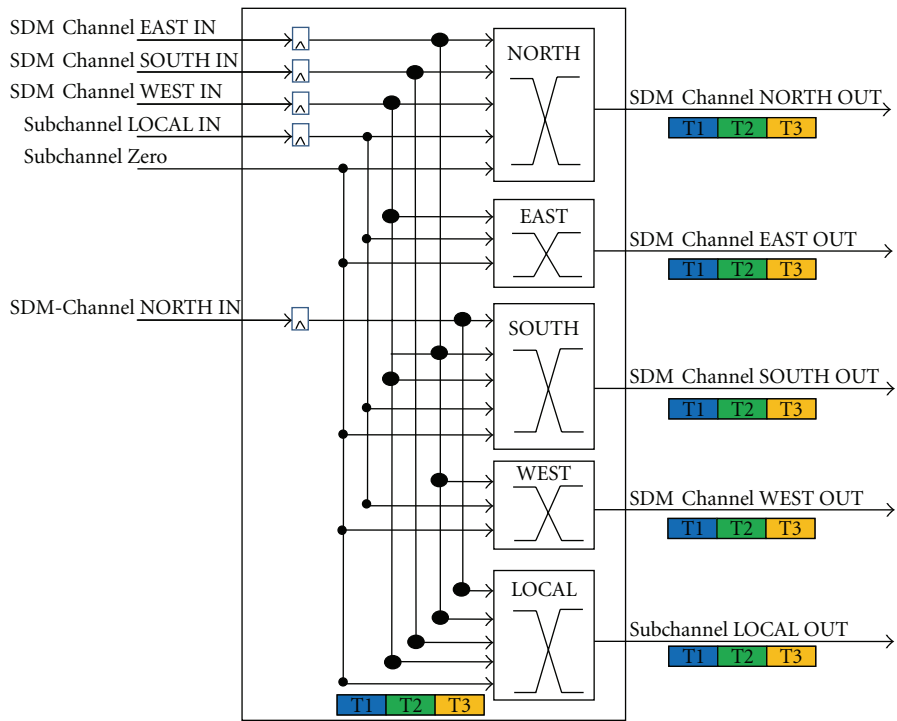 SDM Channel EAST IN
SDM Channel SOUTH IN
SDM Channel WEST IN
Subchannel LOCAL IN
Subchannel Zero
NORTH
SDM Channel NORTH OUT
T1 T2 T3
EAST
SDM Channel EAST OUT
T1 T2 T3
SDM-Channel NORTH IN
SOUTH
SDM Channel SOUTH OUT
T1 T2 T3
WEST
SDM Channel WEST OUT
T1 T2 T3
LOCAL
Subchannel LOCAL OUT
T1 T2 T3
T1 T2 T3